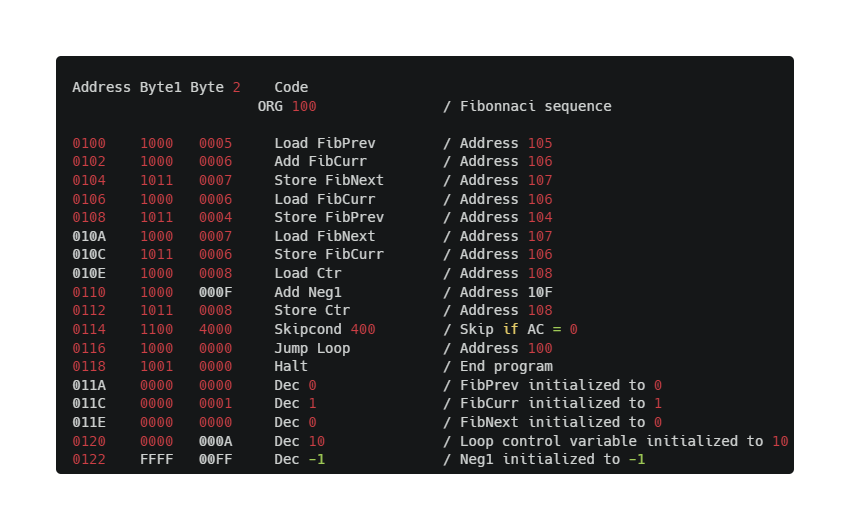 Address Byte1 Byte 2 Code
ORG 100 / Fibonnaci sequence
0100 1000 0005 Load FibPrev / Address 105
0102 1000 0006 Add FibCurr / Address 106
0104 1011 0007 Store FibNext / Address 107
0106 1000 0006 Load FibCurr / Address 106
0108 1011 0004 Store FibPrev / Address 104
010A 1000 0007 Load FibNext / Address 107
010C 1011 0006 Store FibCurr / Address 106
010E 1000 0008 Load Ctr / Address 108
0110 1000 000F Add Neg1 / Address 10F
0112 1011 0008 Store Ctr / Address 108
0114 1100 4000 Skipcond 400 / Skip if AC = 0
0116 1000 0000 Jump Loop / Address 100
0118 1001 0000 Halt / End program
011A 0000 0000 Dec 0 / FibPrev initialized to 0
011C 0000 0001 Dec 1 / FibCurr initialized to 1
011E 0000 0000 Dec 0 / FibNext initialized to 0
0120 0000 000A Dec 10 / Loop control variable initialized to 10
0122 FFFF 00FF Dec -1 / Neg1 initialized to -1